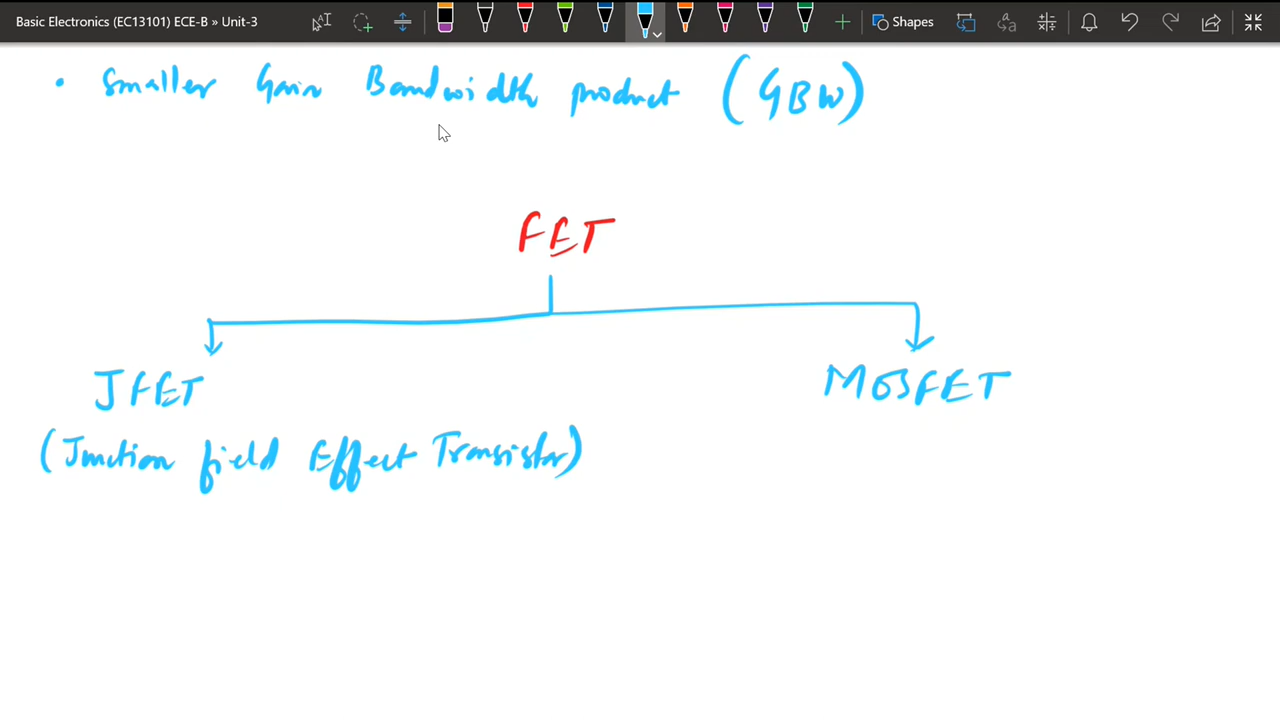 Basic Electronics (EC13101) ECE-B » Unit-3
Shapes
• Smaller Gain Bandwidth product (GBW)
FET
JFET MOSFET
(Junction field Effect Transistor)